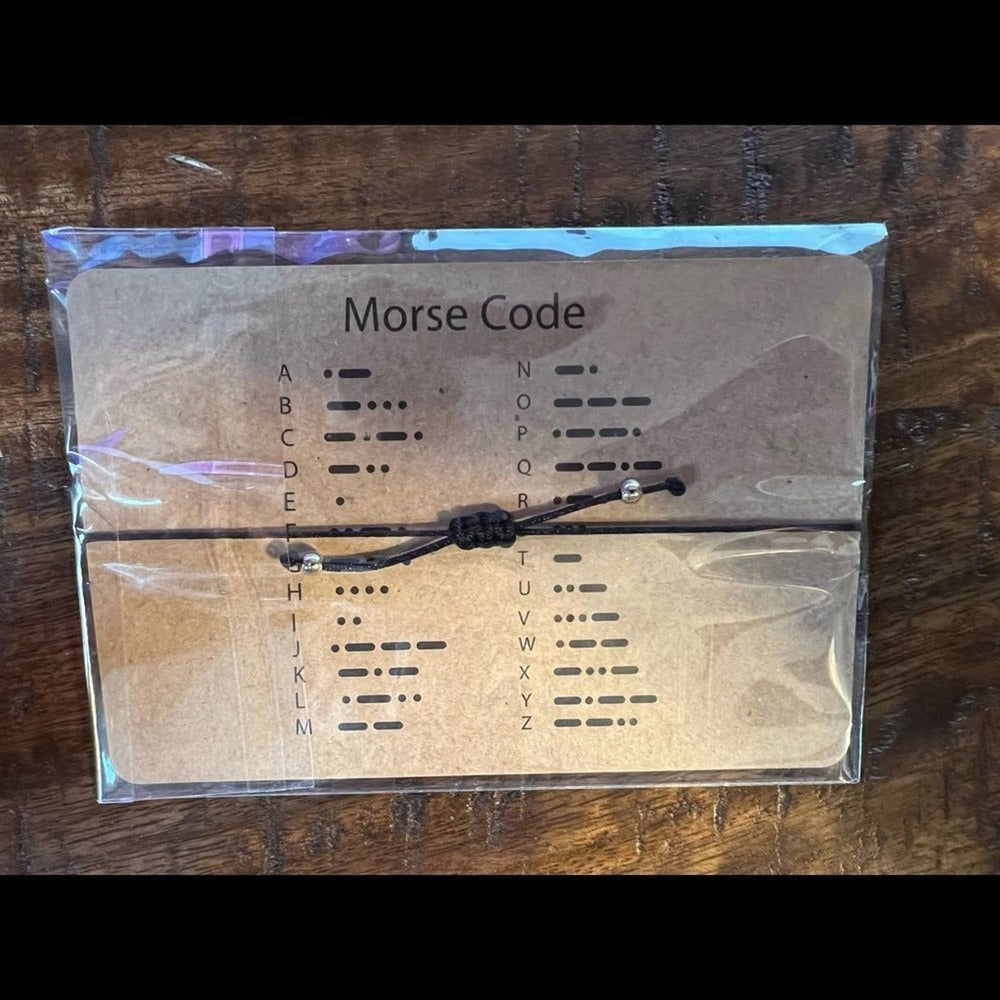 Morse Code
A •–
B –•••
C –•–•
D –••
E •
F
G
H ••••
I ••
J •–––
K –•–
L •–••
M ––
N –•
O –––
P •––•
Q ––•–
R
T –
U ••–
V •••–
W •––
X –••–
Y –•––
Z ––••